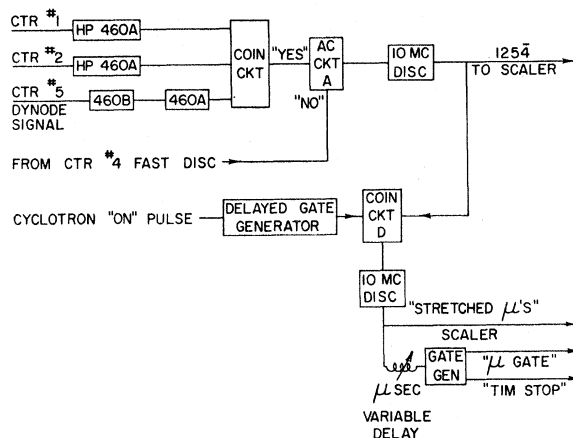 CTR #1
HP 460A
CTR #2
HP 460A
CTR #5
DYNODE
SIGNAL
460B
460A
COIN
CKT
"YES"
AC
CKT
A
"NO"
10 MC
DISC
1254̄
TO SCALER
FROM CTR #4 FAST DISC
CYCLOTRON "ON" PULSE
DELAYED GATE
GENERATOR
COIN
CKT
D
10 MC
DISC
"STRETCHED μ'S"
SCALER
μ SEC
VARIABLE
DELAY
GATE
GEN
"μ GATE"
"TIM STOP"